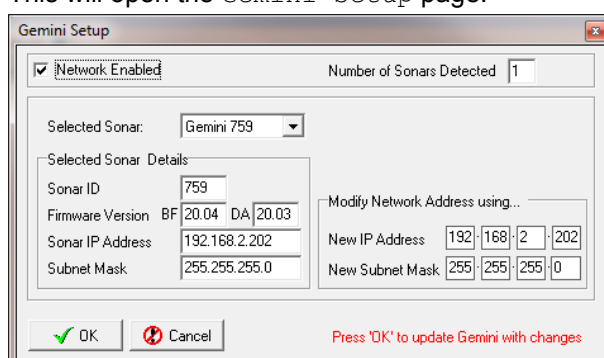 This will open the Gemini Setup page.
Gemini Setup
Network Enabled
Number of Sonars Detected 1
Selected Sonar: Gemini 759
Selected Sonar Details
Sonar ID 759
Firmware Version BF 20.04 DA 20.03
Sonar IP Address 192.168.2.202
Subnet Mask 255.255.255.0
Modify Network Address using...
New IP Address 192 · 168 · 2 · 202
New Subnet Mask 255 · 255 · 255 · 0
OK
Cancel
Press 'OK' to update Gemini with changes